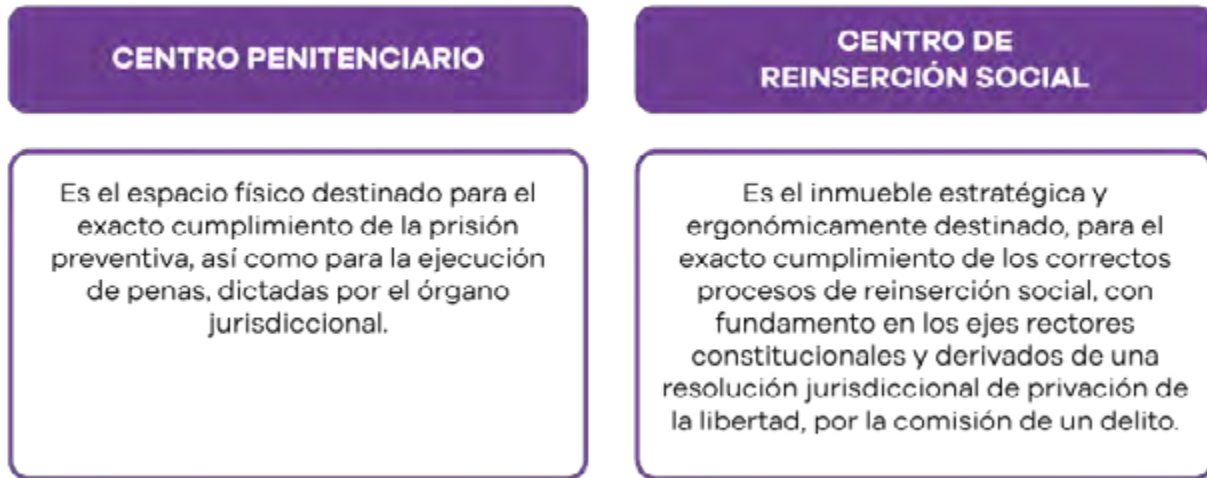 CENTRO PENITENCIARIO
Es el espacio físico destinado para el
exacto cumplimiento de la prisión
preventiva, así como para la ejecución
de penas, dictadas por el órgano
jurisdiccional.
CENTRO DE
REINSERCIÓN SOCIAL
Es el inmueble estratégica y
ergonómicamente destinado, para el
exacto cumplimiento de los correctos
procesos de reinserción social, con
fundamento en los ejes rectores
constitucionales y derivados de una
resolución jurisdiccional de privación de
la libertad, por la comisión de un delito.